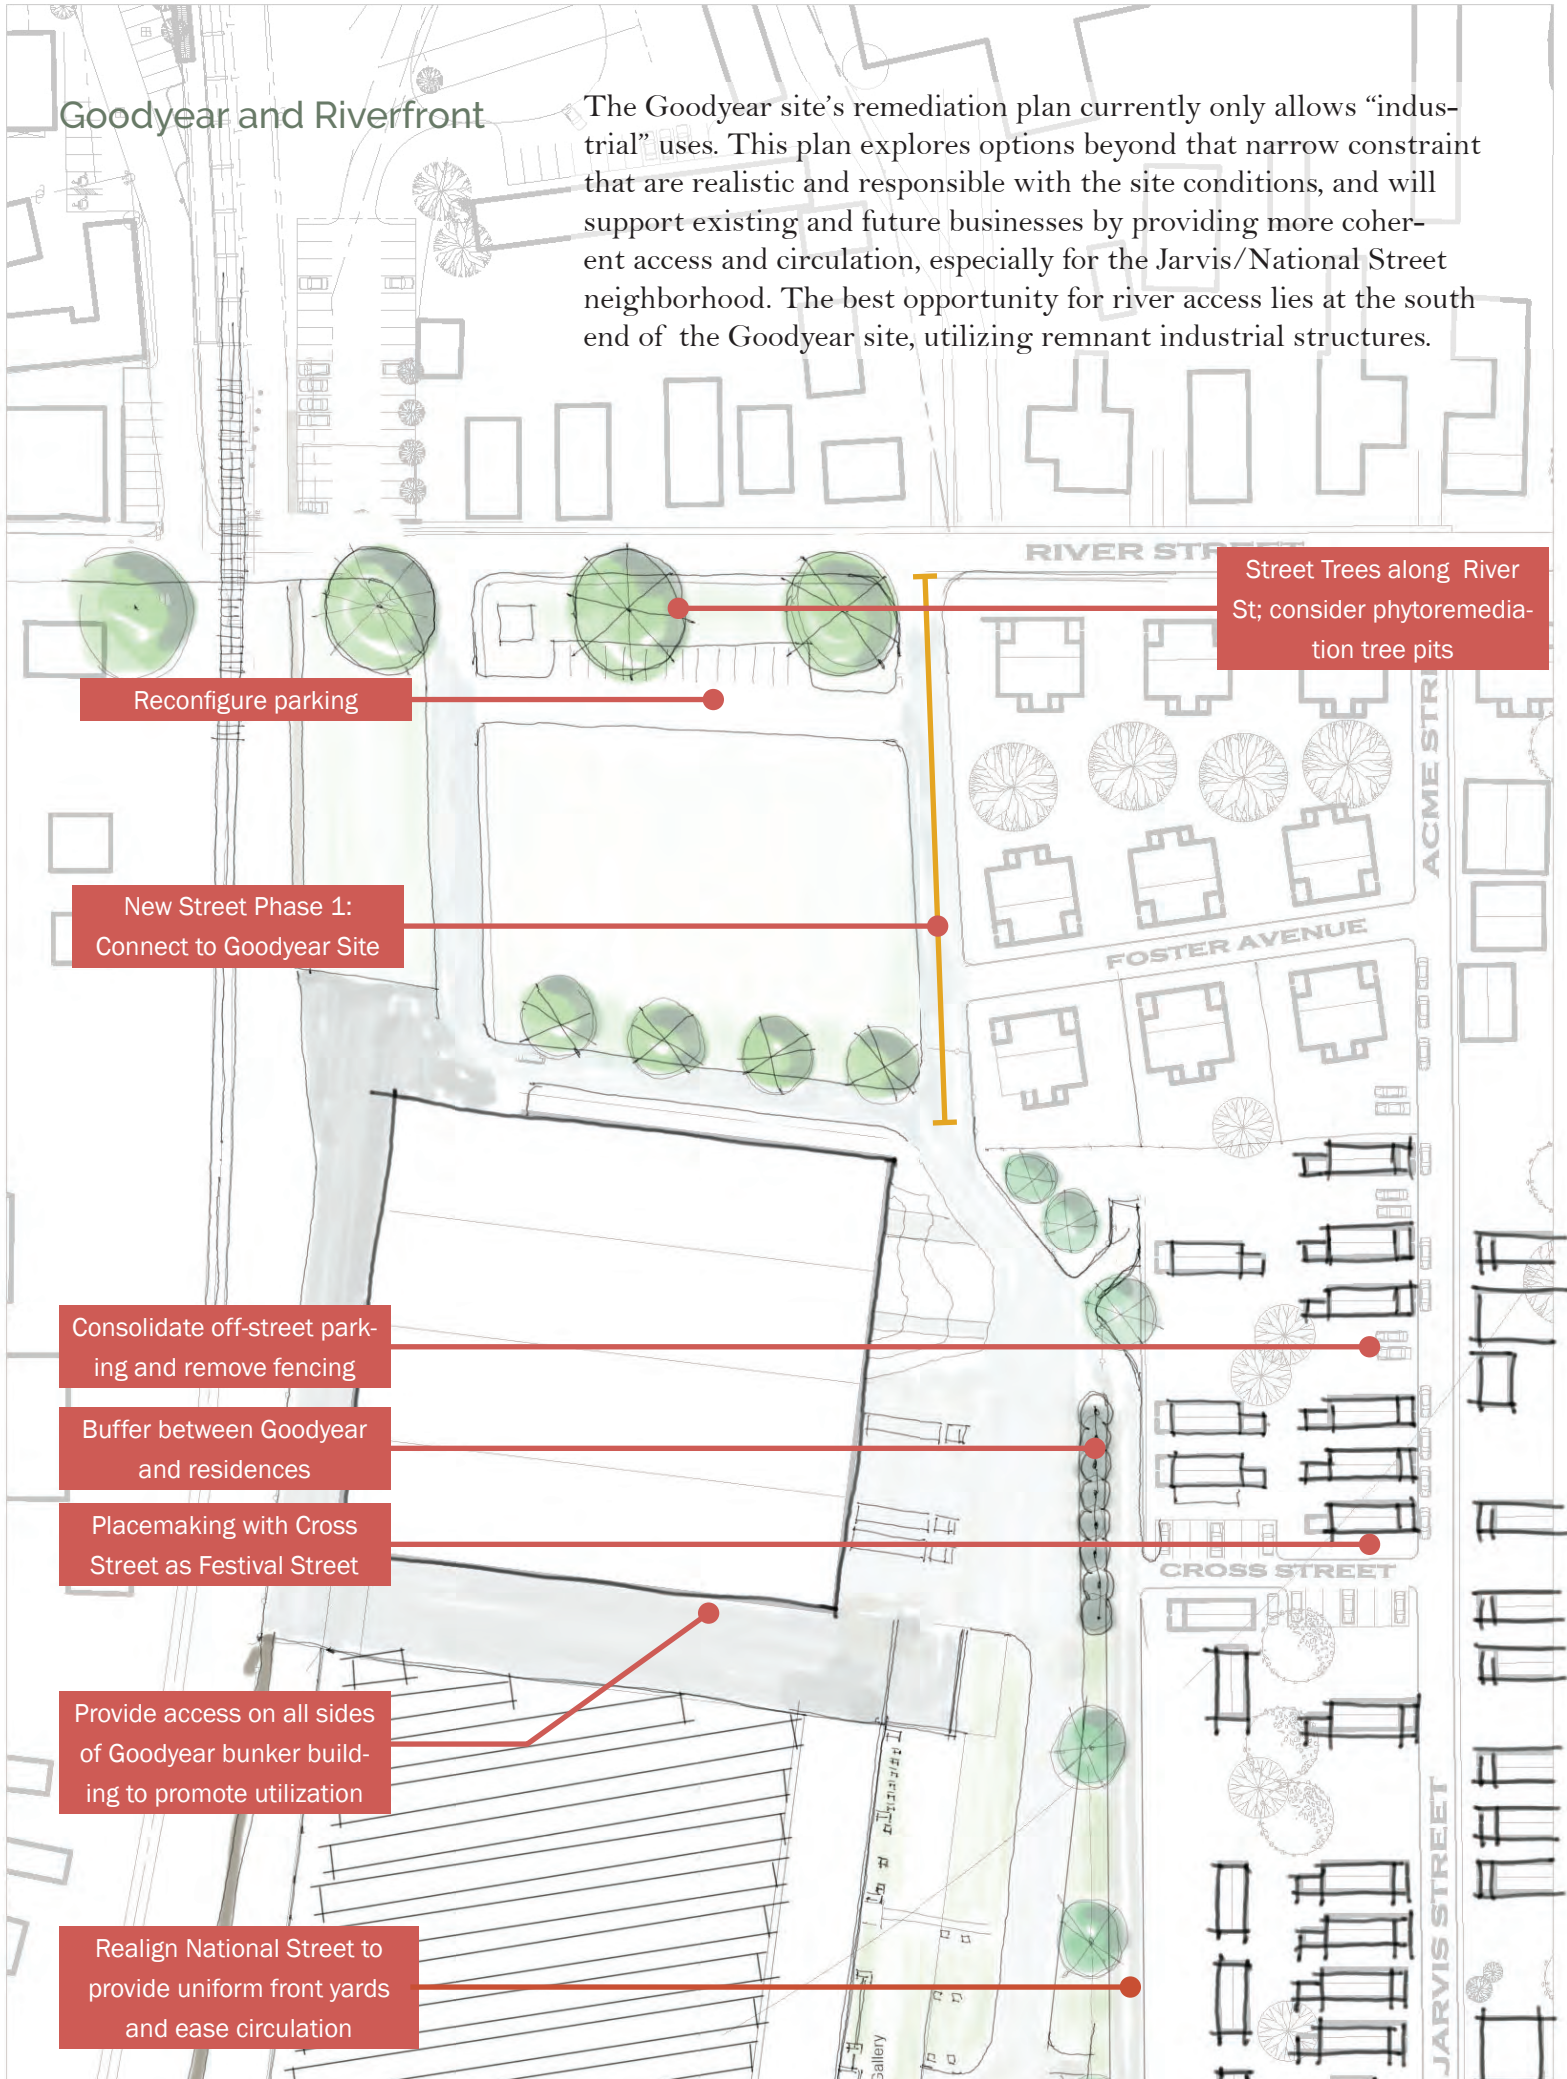 Goodyear and Riverfront
The Goodyear site’s remediation plan currently only allows “indus-
trial” uses. This plan explores options beyond that narrow constraint
that are realistic and responsible with the site conditions, and will
support existing and future businesses by providing more coher-
ent access and circulation, especially for the Jarvis/National Street
neighborhood. The best opportunity for river access lies at the south
end of the Goodyear site, utilizing remnant industrial structures.
RIVER STREET
Street Trees along River
St; consider phytoremedia-
tion tree pits
Reconfigure parking
ACME STRE
New Street Phase 1:
Connect to Goodyear Site
FOSTER AVENUE
Consolidate off-street park-
ing and remove fencing
Buffer between Goodyear
and residences
Placemaking with Cross
Street as Festival Street
CROSS STREET
Provide access on all sides
of Goodyear bunker build-
ing to promote utilization
JARVIS STREET
Realign National Street to
provide uniform front yards
and ease circulation
Gallery